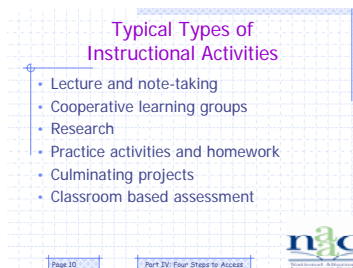 Typical Types of
Instructional Activities
• Lecture and note-taking
• Cooperative learning groups
• Research
• Practice activities and homework
• Culminating projects
• Classroom based assessment
Page 10
Part IV: Four Steps to Access
naac